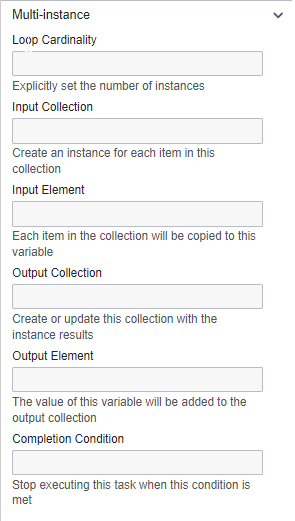 Multi-instance
Loop Cardinality
Explicitly set the number of instances
Input Collection
Create an instance for each item in this
collection
Input Element
Each item in the collection will be copied to this
variable
Output Collection
Create or update this collection with the
instance results
Output Element
The value of this variable will be added to the
output collection
Completion Condition
Stop executing this task when this condition is
met